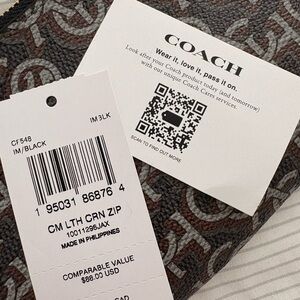 COACH
Wear it, love it, pass it on.
Look after your Coach product today (and tomorrow)
with our unique Coach Cares services.
SCAN TO FIND OUT MORE
CF548
IM/BLACK
IM BLK
1 95031 86876 4
CM LTH CRN ZIP
10011296JAX
MADE IN PHILIPPINES
COMPARABLE VALUE
$88.00 USD